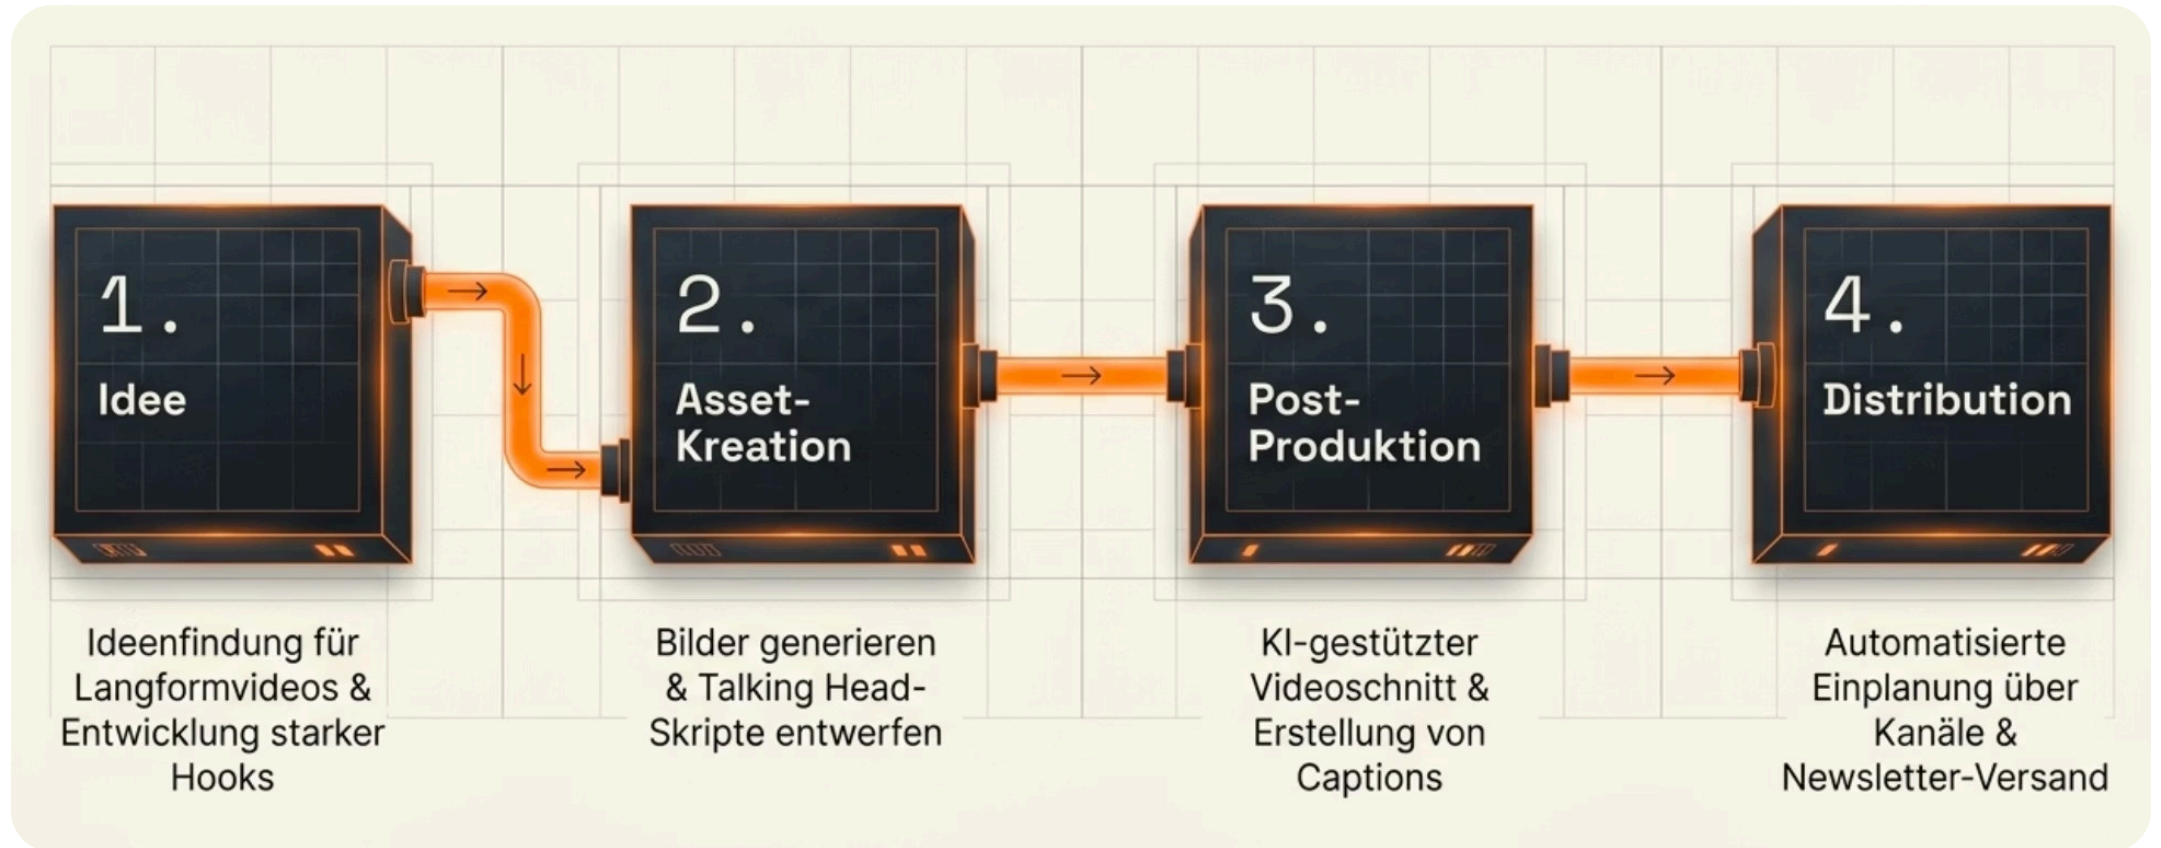 1.
Idee
Ideenfindung für
Langformvideos &
Entwicklung starker
Hooks
2.
Asset-
Kreation
Bilder generieren
& Talking Head-
Skripte entwerfen
3.
Post-
Produktion
KI-gestützter
Videoschnitt &
Erstellung von
Captions
4.
Distribution
Automatisierte
Einplanung über
Kanäle &
Newsletter-Versand